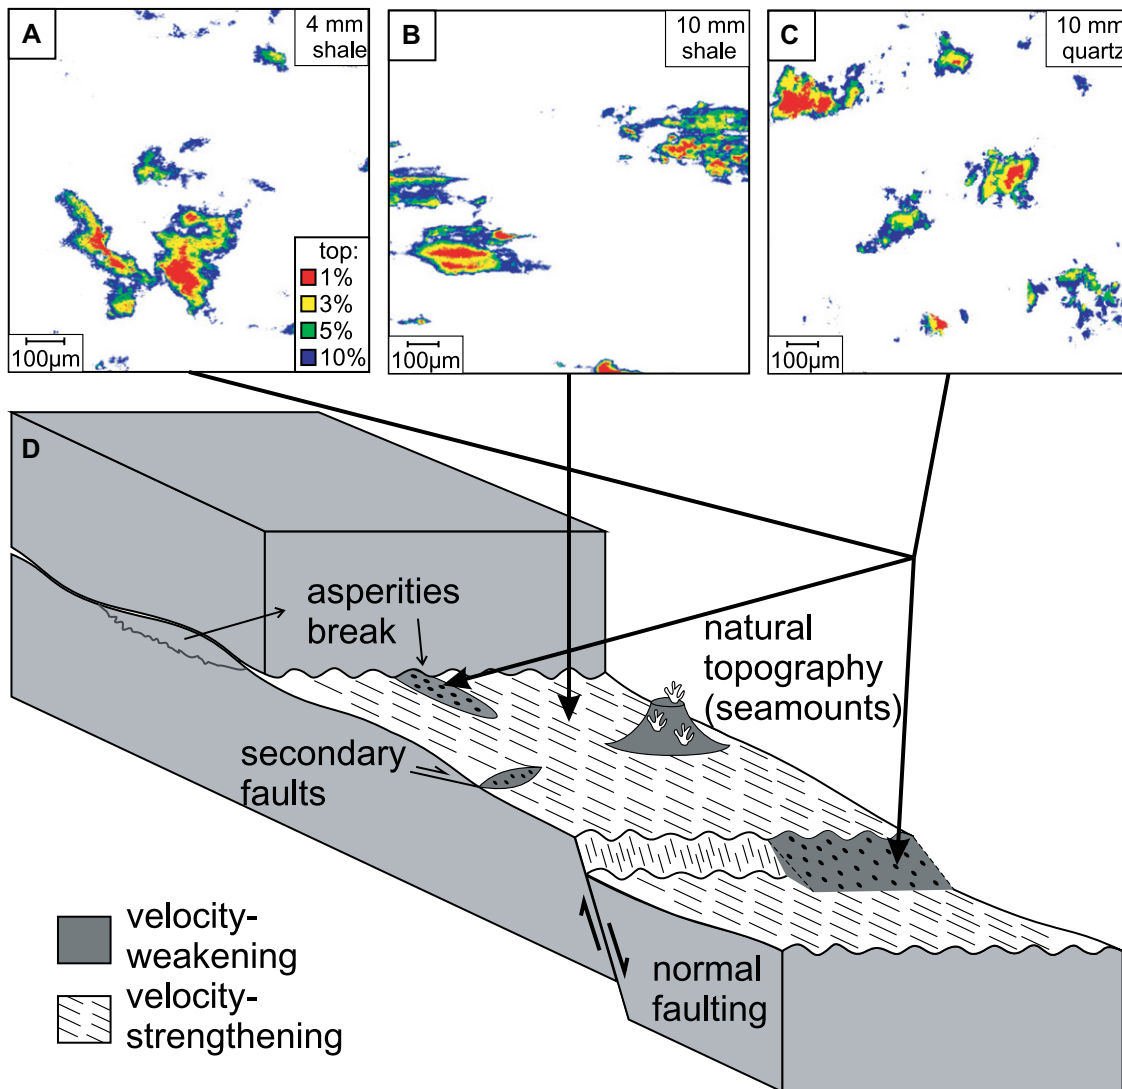 A
4 mm
shale
top:
1%
3%
5%
10%
100µm
B
10 mm
shale
100µm
C
10 mm
quartz
100µm
D
asperities
break
natural
topography
(seamounts)
secondary
faults
normal
faulting
velocity-
weakening
velocity-
strengthening